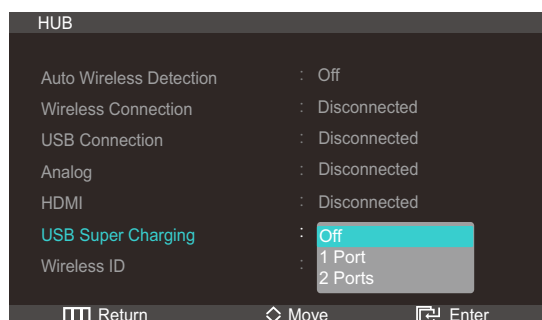 HUB
Auto Wireless Detection : Off
Wireless Connection : Disconnected
USB Connection : Disconnected
Analog : Disconnected
HDMI : Disconnected
USB Super Charging : Off
1 Port
Wireless ID :
2 Ports
Return Move Enter